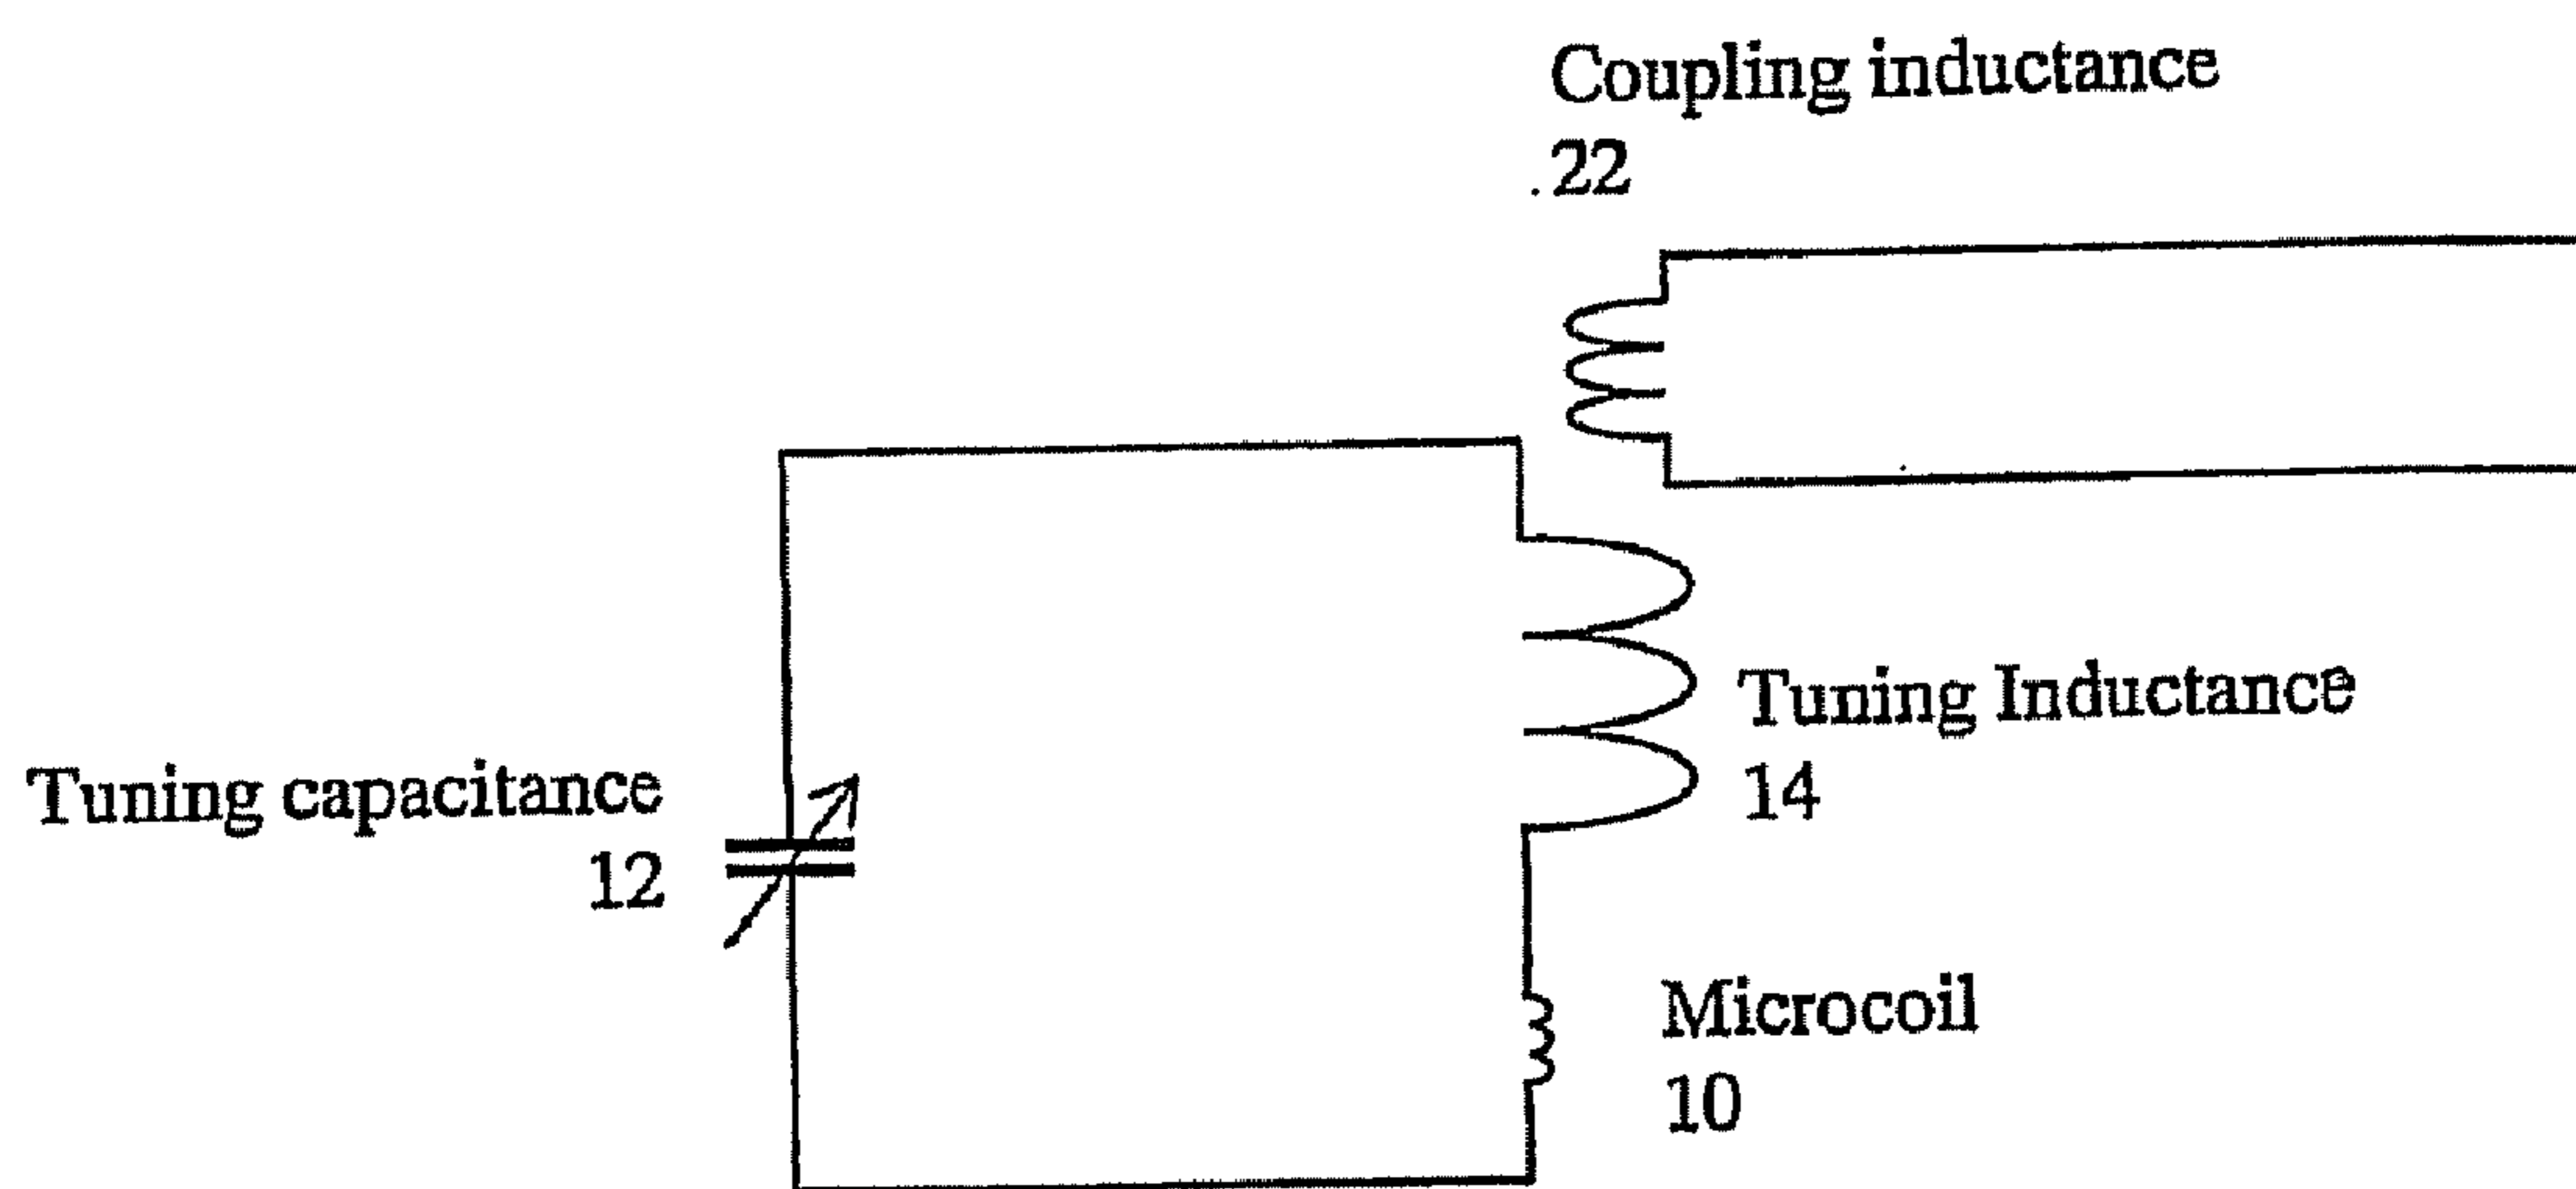 Coupling inductance
22
Tuning Inductance
14
Tuning capacitance
12
Microcoil
10